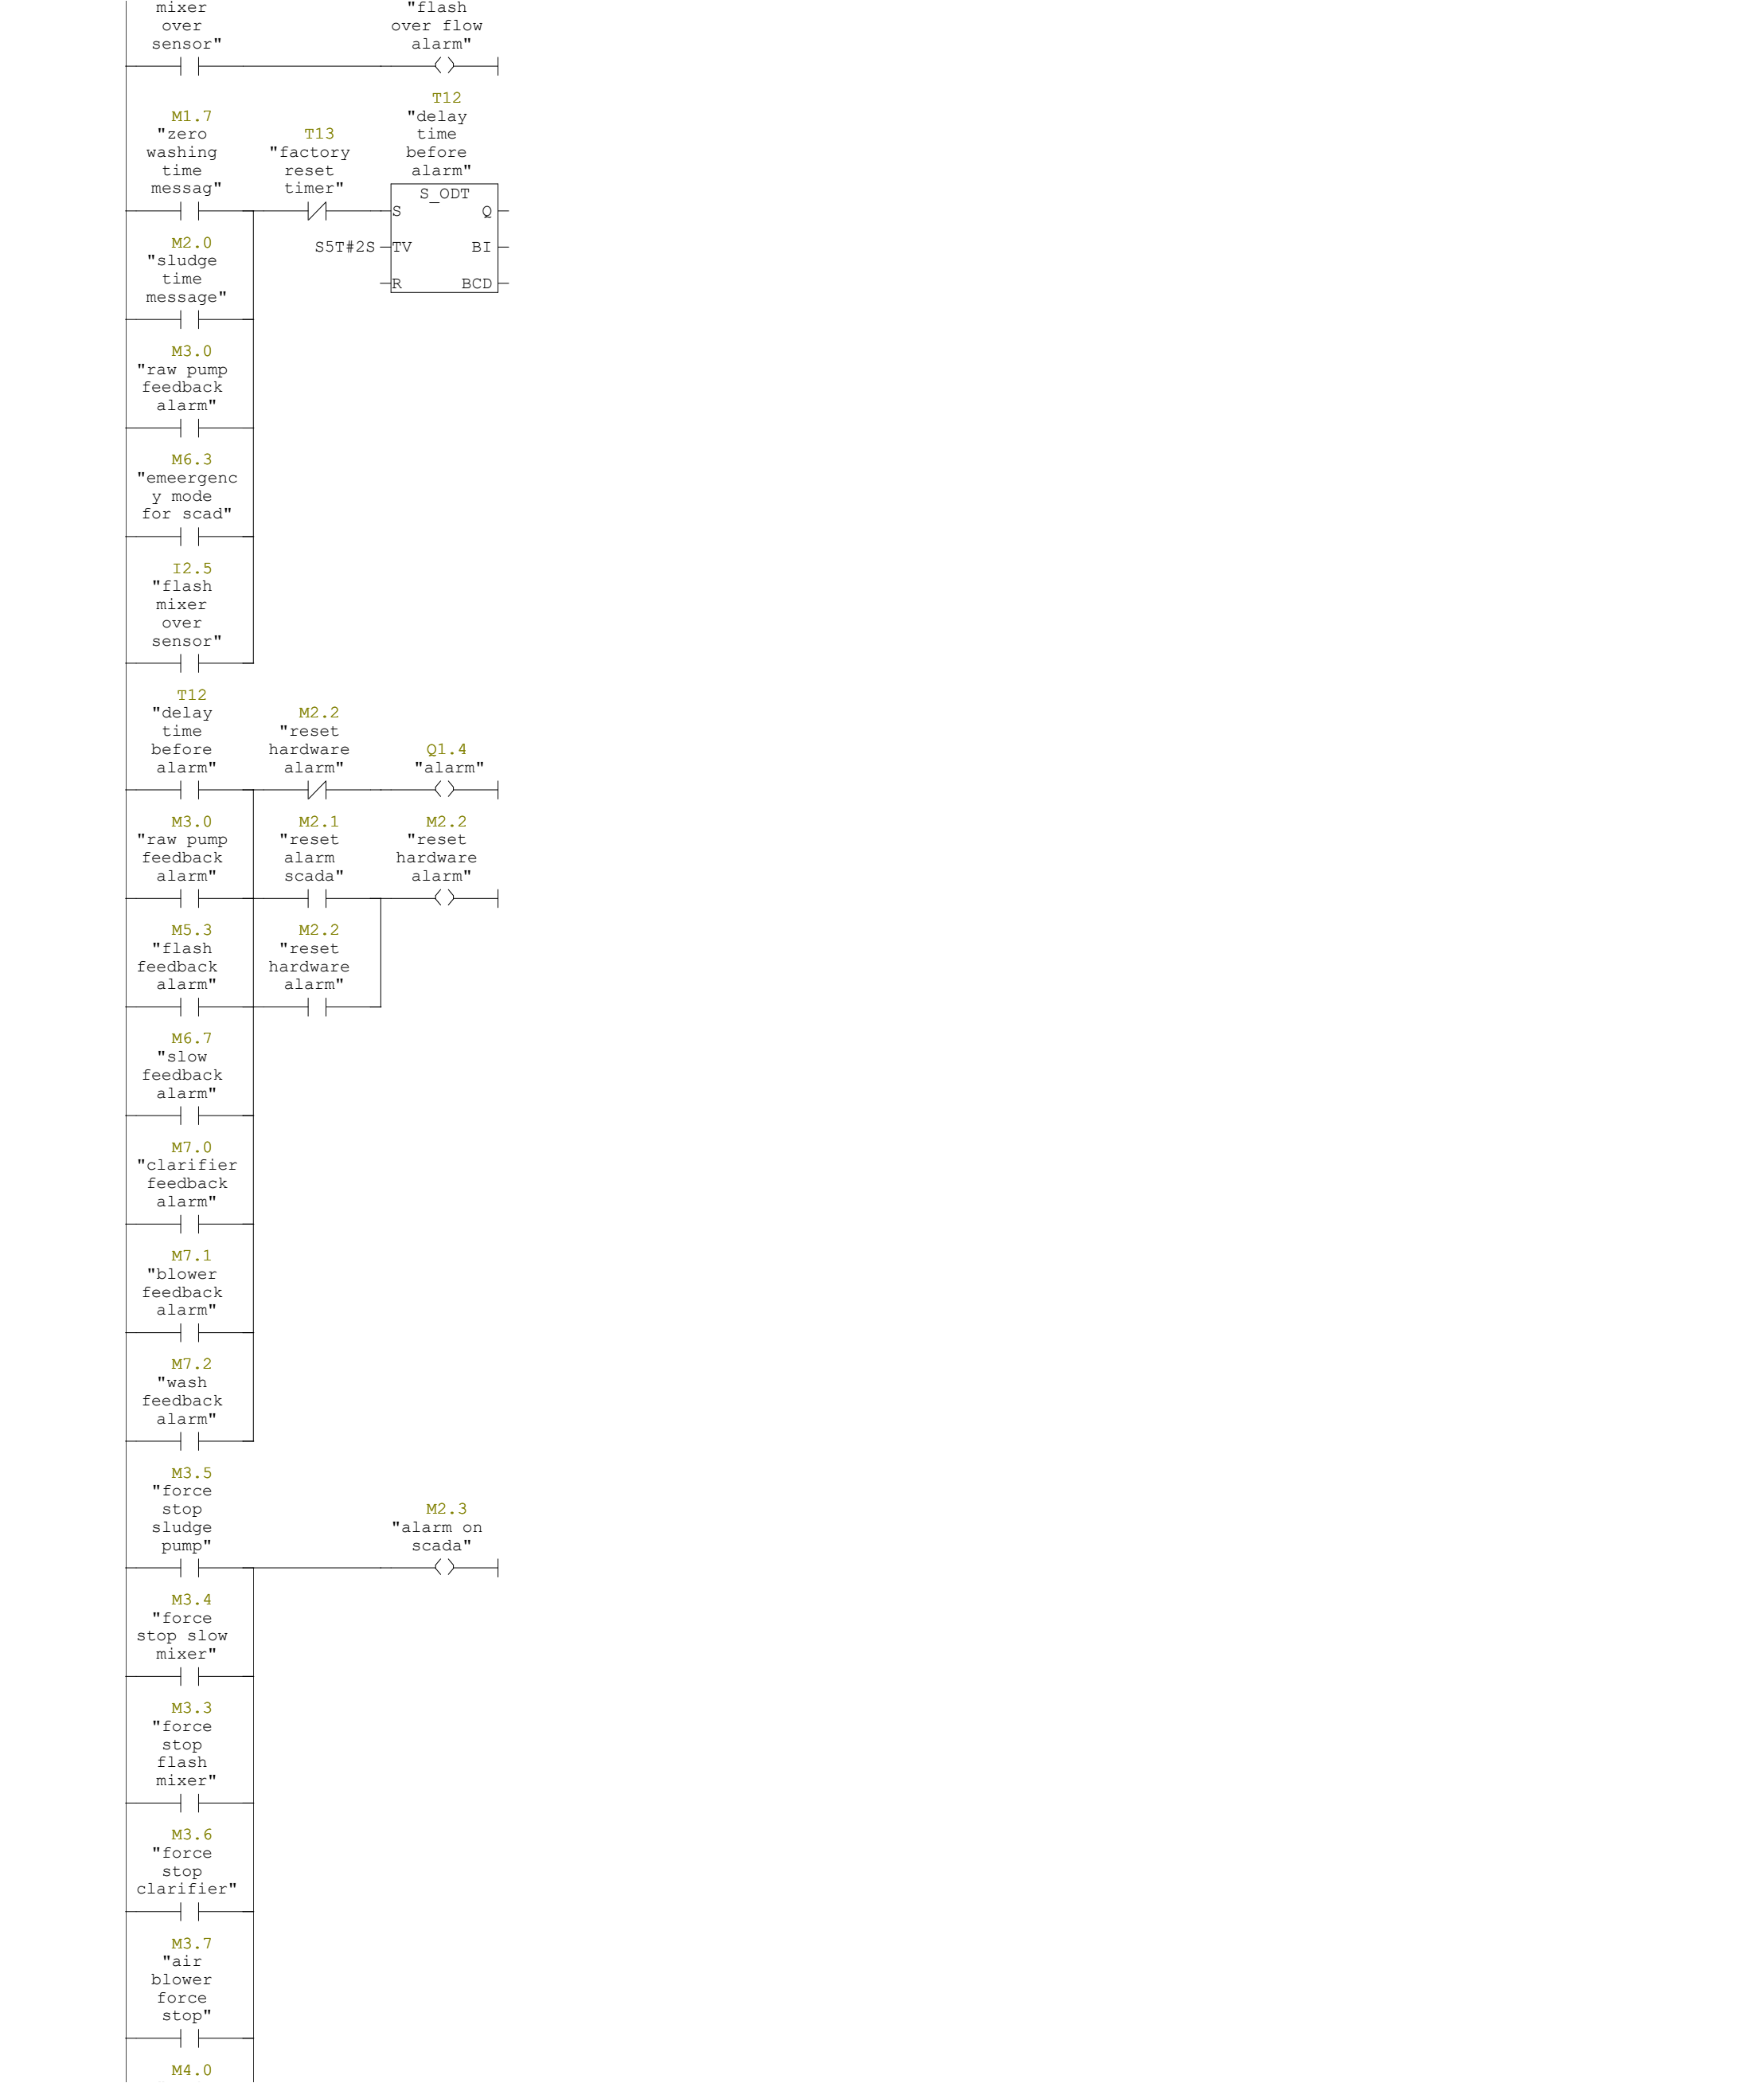 mixer
over
sensor"
"flash
over flow
alarm"
M1.7
"zero
washing
time
messag"
T13
"factory
reset
timer"
T12
"delay
time
before
alarm"
S_ODT
S
Q
S5T#2S
TV
BI
R
BCD
M2.0
"sludge
time
message"
M3.0
"raw pump
feedback
alarm"
M6.3
"emeergenc
y mode
for scad"
I2.5
"flash
mixer
over
sensor"
T12
"delay
time
before
alarm"
M2.2
"reset
hardware
alarm"
Q1.4
"alarm"
M3.0
"raw pump
feedback
alarm"
M2.1
"reset
alarm
scada"
M2.2
"reset
hardware
alarm"
M5.3
"flash
feedback
alarm"
M2.2
"reset
hardware
alarm"
M6.7
"slow
feedback
alarm"
M7.0
"clarifier
feedback
alarm"
M7.1
"blower
feedback
alarm"
M7.2
"wash
feedback
alarm"
M3.5
"force
stop
sludge
pump"
M2.3
"alarm on
scada"
M3.4
"force
stop slow
mixer"
M3.3
"force
stop
flash
mixer"
M3.6
"force
stop
clarifier"
M3.7
"air
blower
force
stop"
M4.0